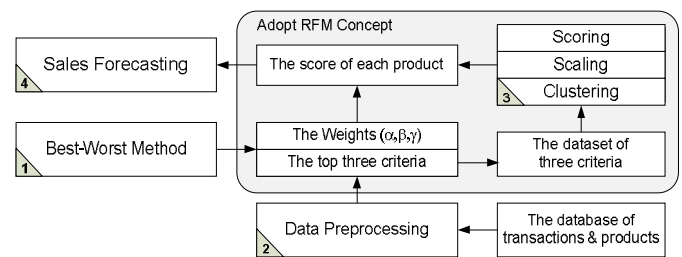 Adopt RFM Concept
Sales Forecasting
4
The score of each product
Scoring
Scaling
Clustering
3
Best-Worst Method
1
The Weights (α,β,γ)
The top three criteria
The dataset of
three criteria
Data Preprocessing
2
The database of
transactions & products